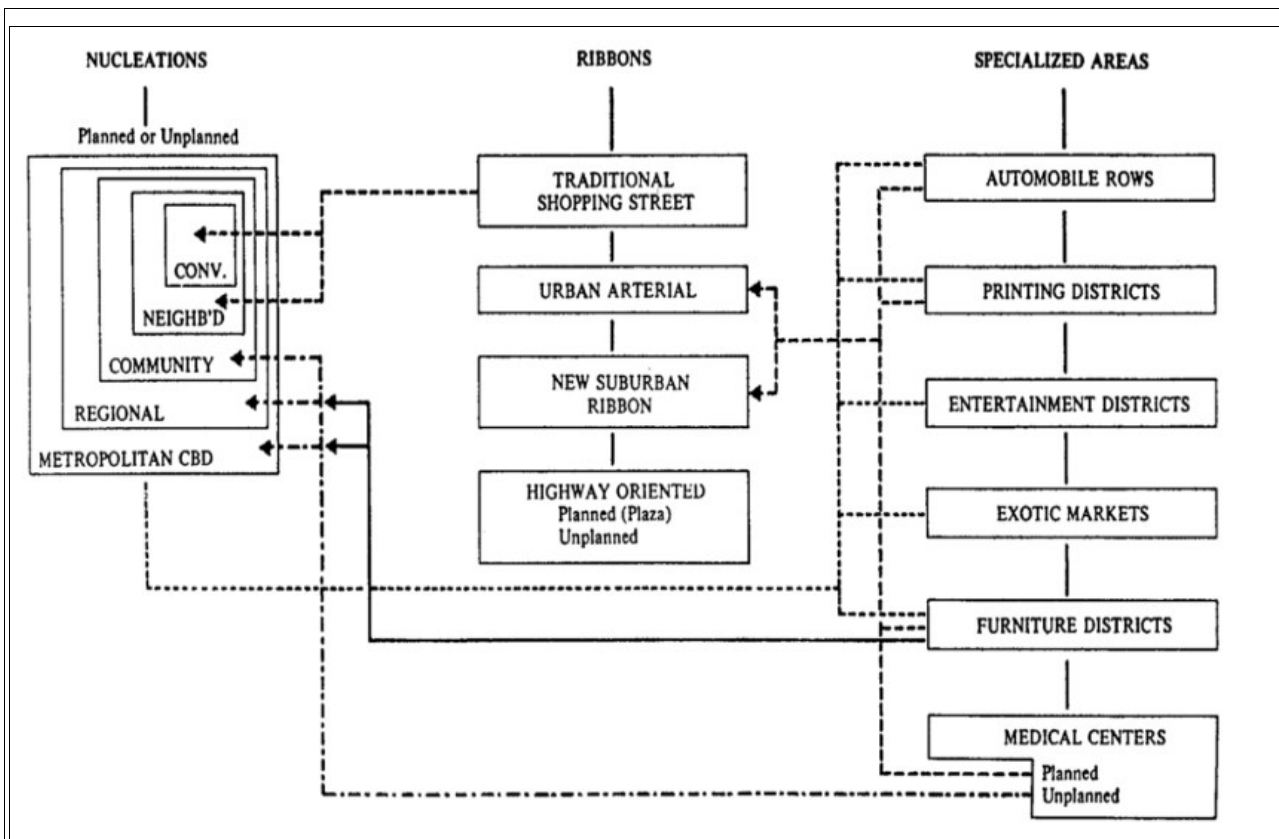 NUCLEATIONS
Planned or Unplanned
CONV.
NEIGHB'D
COMMUNITY
REGIONAL
METROPOLITAN CBD
RIBBONS
TRADITIONAL
SHOPPING STREET
URBAN ARTERIAL
NEW SUBURBAN
RIBBON
HIGHWAY ORIENTED
Planned (Plaza)
Unplanned
SPECIALIZED AREAS
AUTOMOBILE ROWS
PRINTING DISTRICTS
ENTERTAINMENT DISTRICTS
EXOTIC MARKETS
FURNITURE DISTRICTS
MEDICAL CENTERS
Planned
Unplanned